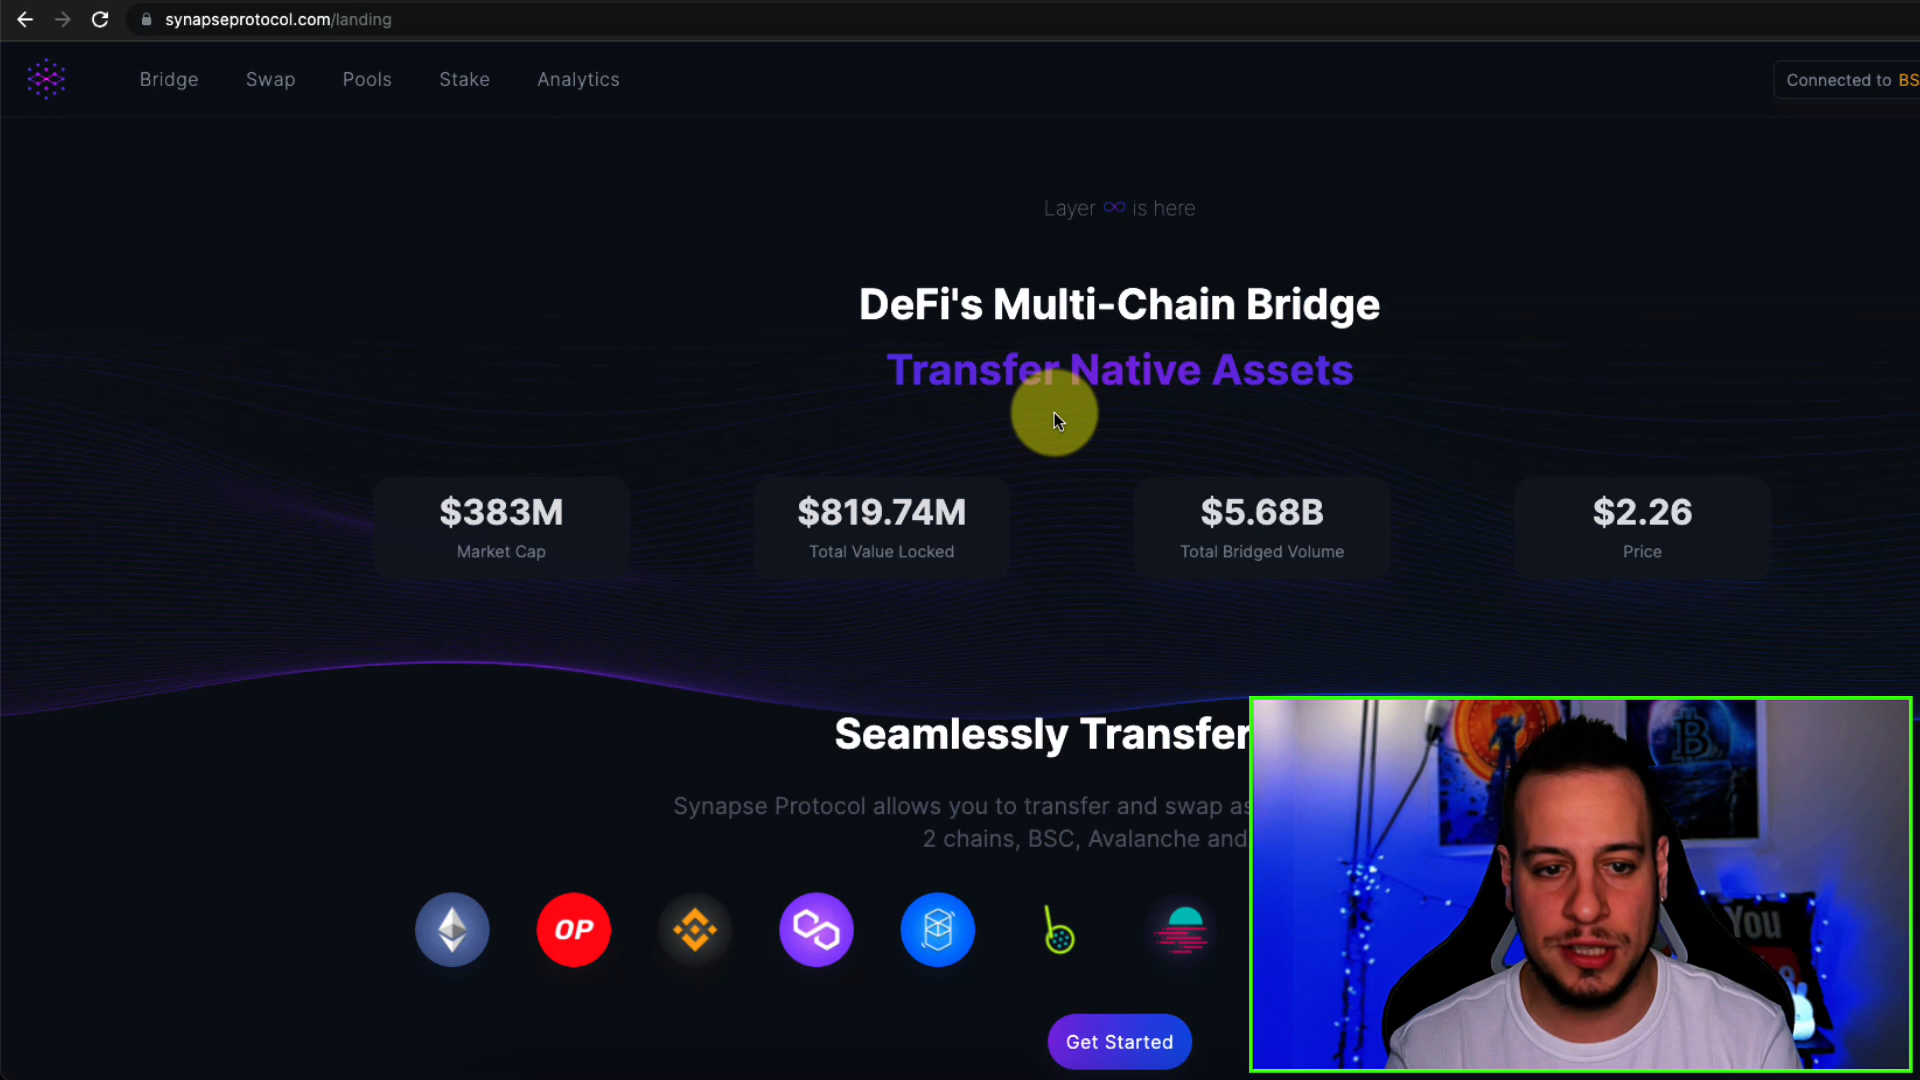 synapseprotocol.com/landing
Bridge Swap Pools Stake Analytics
Connected to BS
Layer ∞ is here
DeFi's Multi-Chain Bridge
Transfer Native Assets
$383M $819.74M $5.68B $2.26
Market Cap Total Value Locked Total Bridged Volume Price
Seamlessly Transfer
Synapse Protocol allows you to transfer and swap as
2 chains, BSC, Avalanche and
OP
You
Get Started